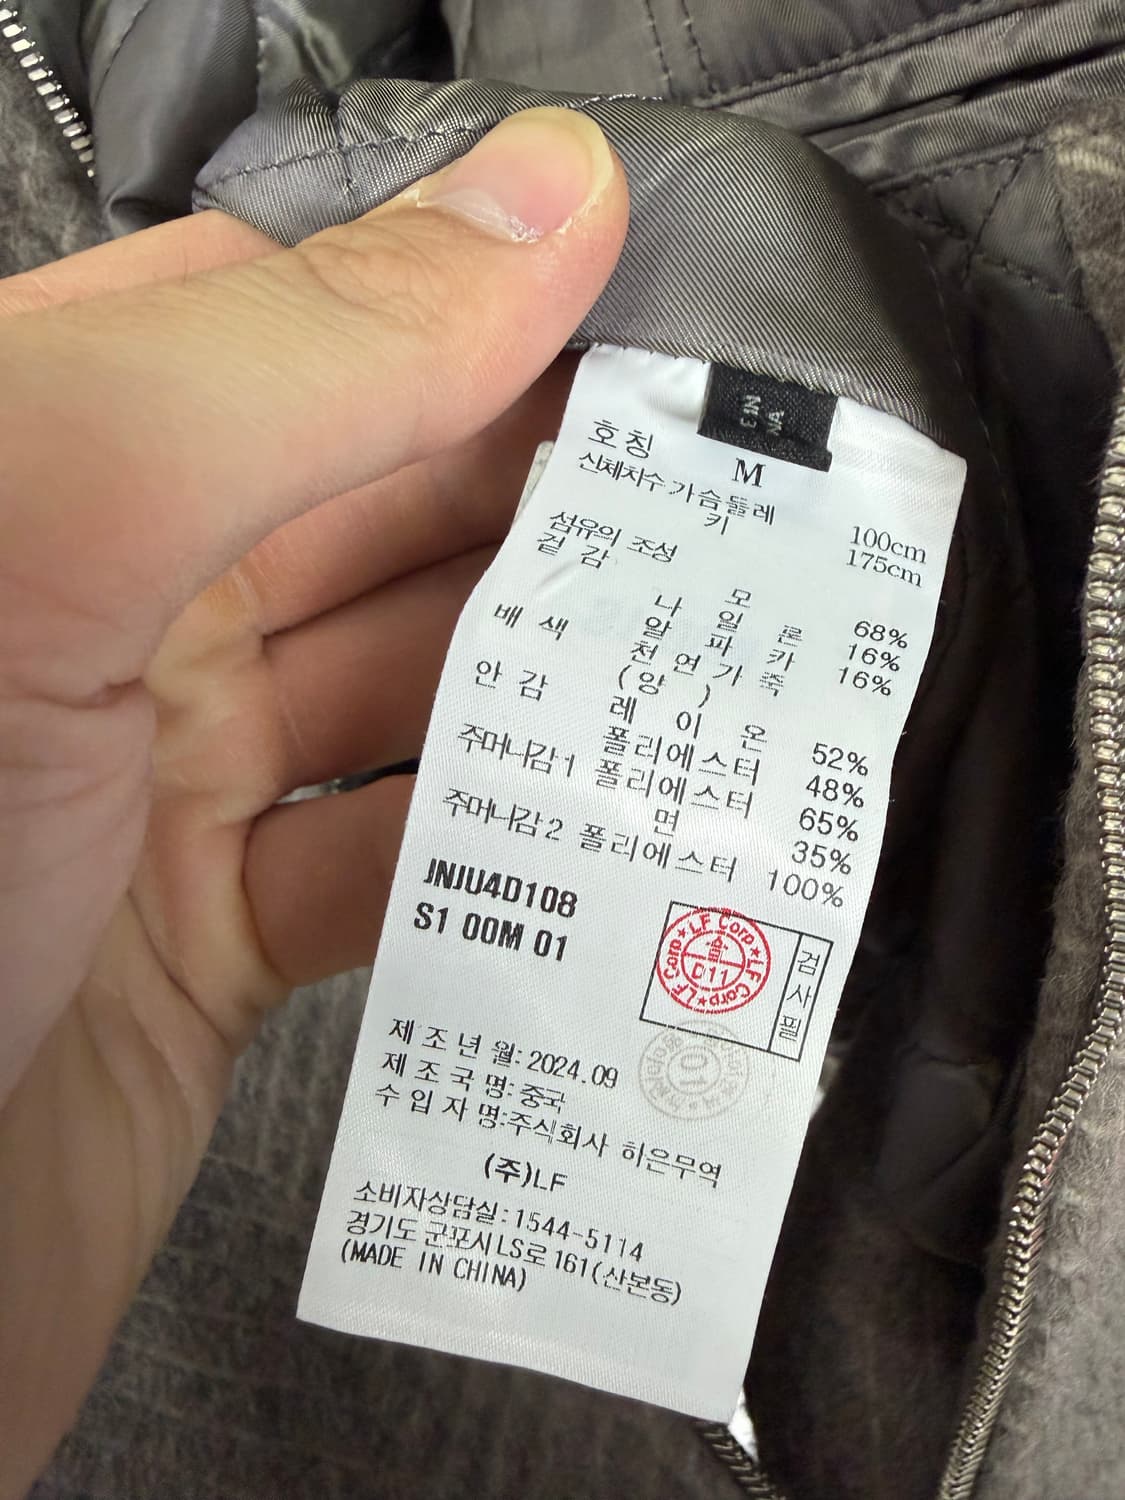 호칭 M
신체치수 가슴둘레 100cm
키 175cm
섬유의 조성
겉감 모 68%
나일론 16%
알파카 16%
배색 천연가죽
(양)
안감 레이온 52%
폴리에스터 48%
주머니감1 폴리에스터 65%
면 35%
주머니감2 폴리에스터 100%
JNJU4D108
S1 00M 01
LF Corp★LF Corp★LF Corp★
D11
검사필
01
제조년월: 2024.09
제조국명: 중국
수입자명:주식회사 하은무역
(주)LF
소비자상담실:1544-5114
경기도 군포시LS로 161(산본동)
(MADE IN CHINA)